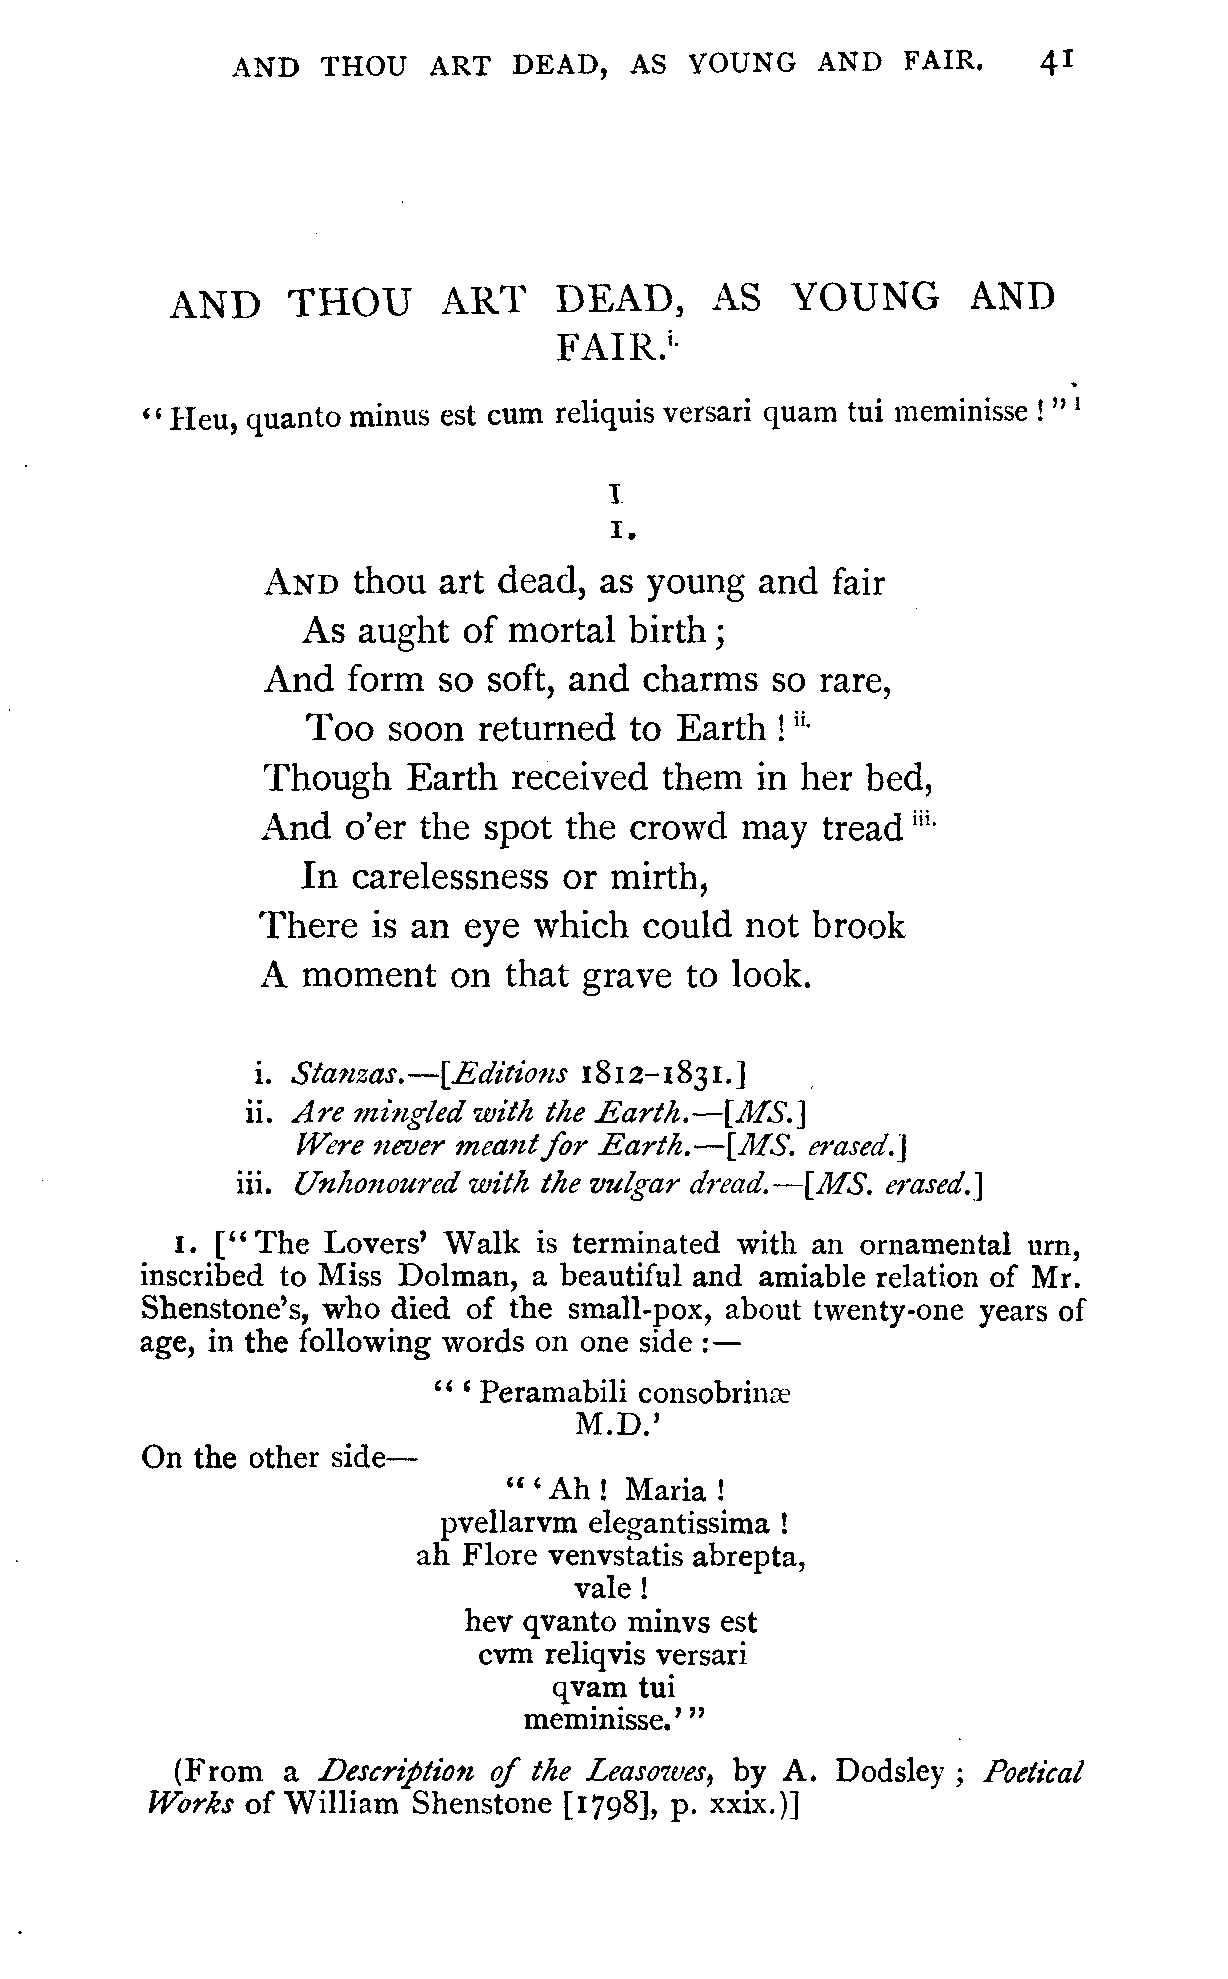 AND THOU ART DEAD, AS YOUNG AND FAIR. 41
AND THOU ART DEAD, AS YOUNG AND
FAIR.i.
“Heu, quanto minus est cum reliquis versari quam tui meminisse!”1
I
1.
AND thou art dead, as young and fair
As aught of mortal birth;
And form so soft, and charms so rare,
Too soon returned to Earth!ii.
Though Earth received them in her bed,
And o'er the spot the crowd may tread iii.
In carelessness or mirth,
There is an eye which could not brook
A moment on that grave to look.
i. Stanzas.—[Editions 1812–1831.]
ii. Are mingled with the Earth.—[MS.]
Were never meant for Earth.—[MS. erased.]
iii. Unhonoured with the vulgar dread.—[MS. erased.]
1. [“The Lovers' Walk is terminated with an ornamental urn,
inscribed to Miss Dolman, a beautiful and amiable relation of Mr.
Shenstone's, who died of the small-pox, about twenty-one years of
age, in the following words on one side:—
“‘Peramabili consobrinæ
M.D.’
On the other side—
“‘Ah! Maria!
pvellarvm elegantissima!
ah Flore venvstatis abrepta,
vale!
hev qvanto minvs est
cvm reliqvis versari
qvam tui
meminisse.’”
(From a Description of the Leasowes, by A. Dodsley; Poetical
Works of William Shenstone [1798], p. xxix.)]